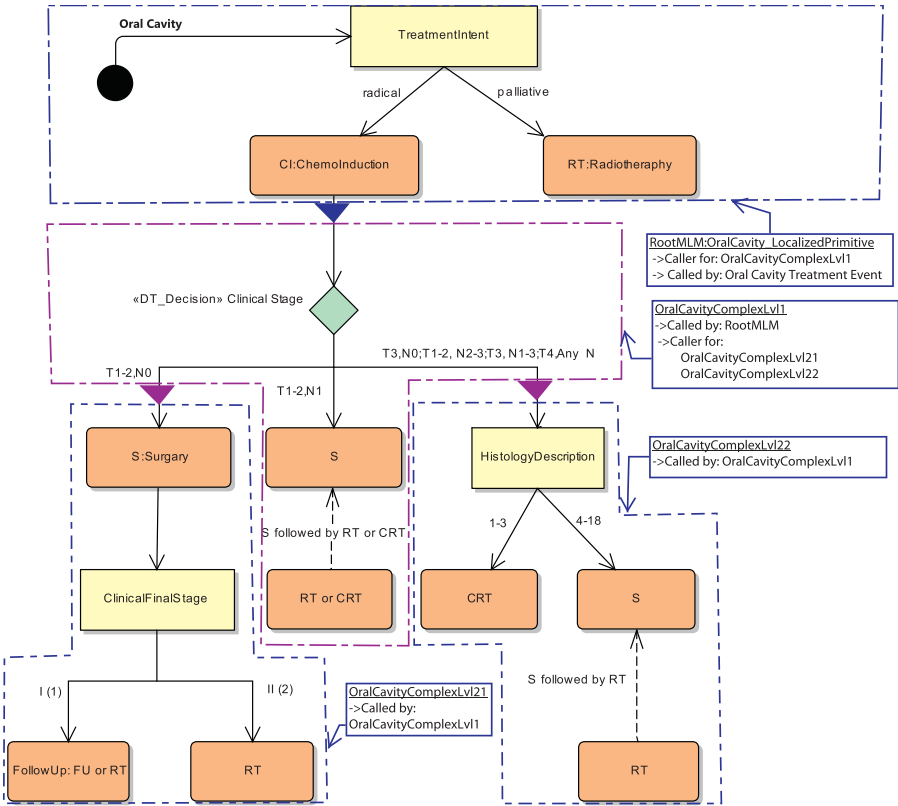 Oral Cavity
TreatmentIntent
radical
palliative
CI:ChemoInduction
RT:Radiotheraphy
RootMLM:OralCavity_LocalizedPrimitive
->Caller for: OralCavityComplexLvl1
-> Called by: Oral Cavity Treatment Event
«DT_Decision» Clinical Stage
OralCavityComplexLvl1
->Called by: RootMLM
->Caller for:
OralCavityComplexLvl21
OralCavityComplexLvl22
T3,N0;T1-2, N2-3;T3, N1-3;T4,Any N
T1-2,N0
T1-2,N1
S:Surgary
S
HistologyDescription
OralCavityComplexLvl22
->Called by: OralCavityComplexLvl1
1-3
4-18
S followed by RT or CRT
ClinicalFinalStage
RT or CRT
CRT
S
S followed by RT
I (1)
II (2)
OralCavityComplexLvl21
->Called by:
OralCavityComplexLvl1
FollowUp: FU or RT
RT
RT